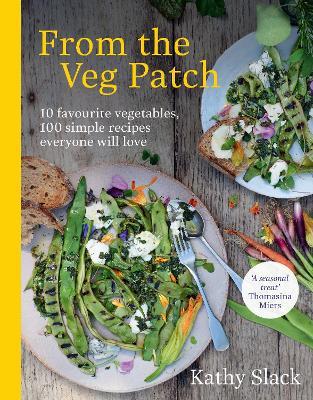 From the
Veg Patch
10 favourite vegetables,
100 simple recipes
everyone will love
'A seasonal
treat'
Thomasina
Miers
Kathy Slack